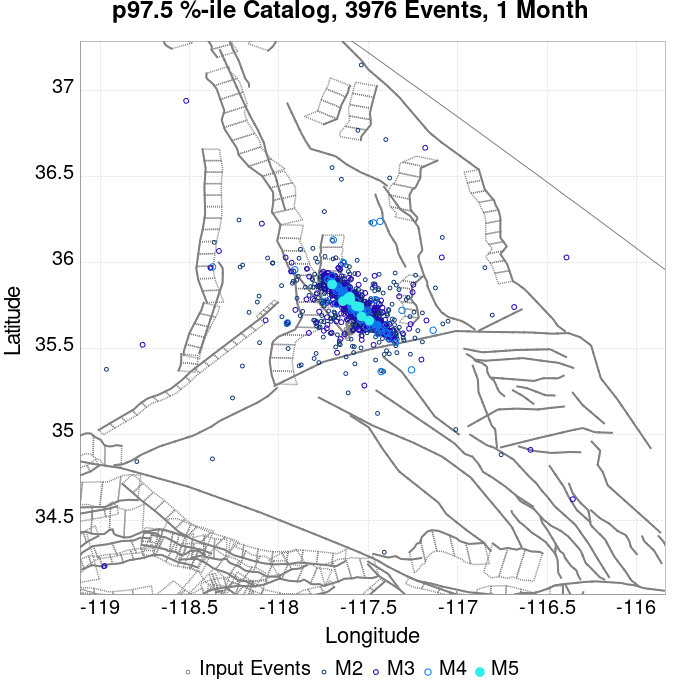 p97.5 %-ile Catalog, 3976 Events, 1 Month
37
36.5
36
35.5
35
34.5
Latitude
-119 -118.5 -118 -117.5 -117 -116.5 -116
Longitude
Input Events M2 M3 M4 M5